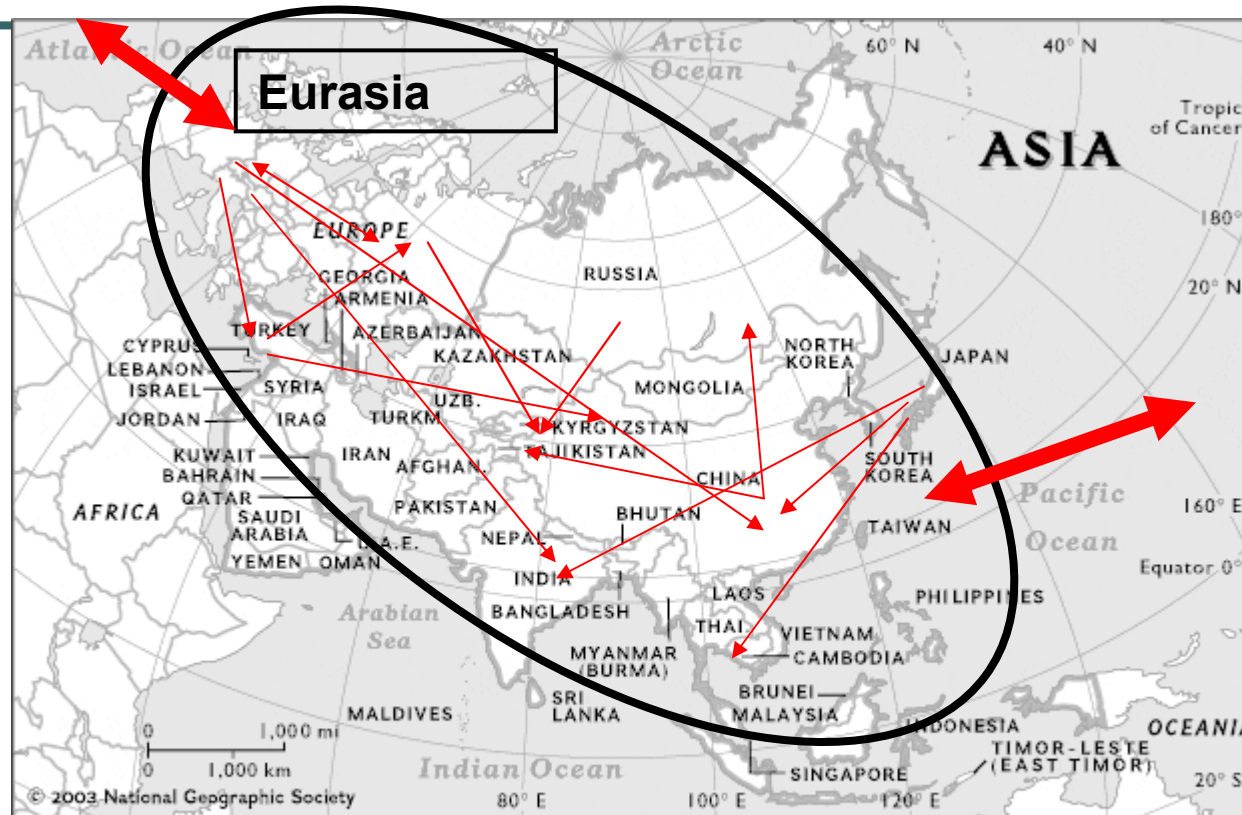 Atlantic Ocean
Eurasia
Arctic
Ocean
60° N
40° N
Tropic
of Cancer
ASIA
180°
EUROPE
RUSSIA
20° N
GEORGIA
ARMENIA
TURKEY
AZERBAIJAN
CYPRUS
LEBANON
ISRAEL
SYRIA
JORDAN
IRAQ
KAZAKHSTAN
UZB.
TURKM.
MONGOLIA
NORTH
KOREA
JAPAN
KYRGYZSTAN
TAJIKISTAN
KUWAIT
BAHRAIN
QATAR
IRAN
AFGHAN.
CHINA
SOUTH
KOREA
AFRICA
SAUDI
ARABIA
U.A.E.
YEMEN
OMAN
PAKISTAN
NEPAL
BHUTAN
TAIWAN
Pacific
Ocean
160° E
INDIA
BANGLADESH
LAOS
THAI.
PHILIPPINES
Equator 0°
Arabian
Sea
MYANMAR
(BURMA)
VIETNAM
CAMBODIA
SRI
LANKA
BRUNEI
MALAYSIA
MALDIVES
INDONESIA
OCEANIA
TIMOR-LESTE
(EAST TIMOR)
SINGAPORE
0 1,000 mi
0 1,000 km
Indian Ocean
20° S
© 2003 National Geographic Society
80° E
100° E
120° E